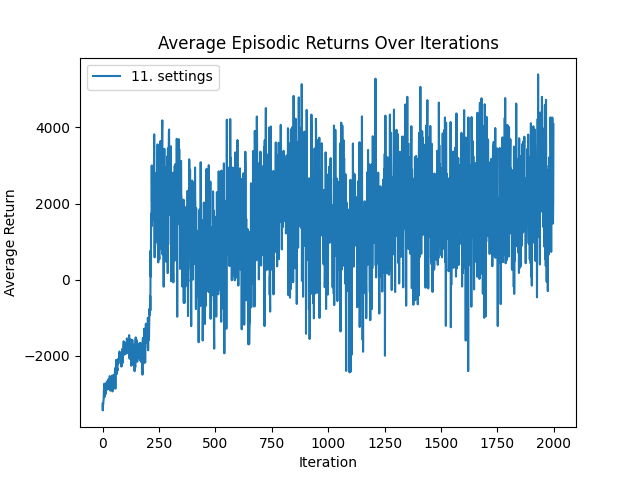 Average Episodic Returns Over Iterations
11. settings
Average Return
4000
2000
0
−2000
0 250 500 750 1000 1250 1500 1750 2000
Iteration